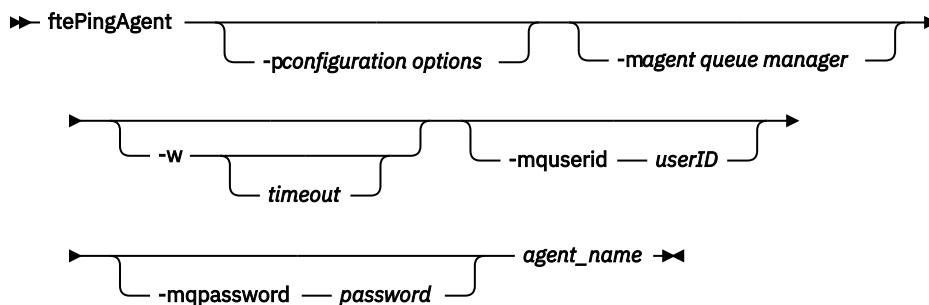 ftePingAgent
-pconfiguration options
-magent queue manager
-w
timeout
-mquserid userID
-mqpassword password
agent_name